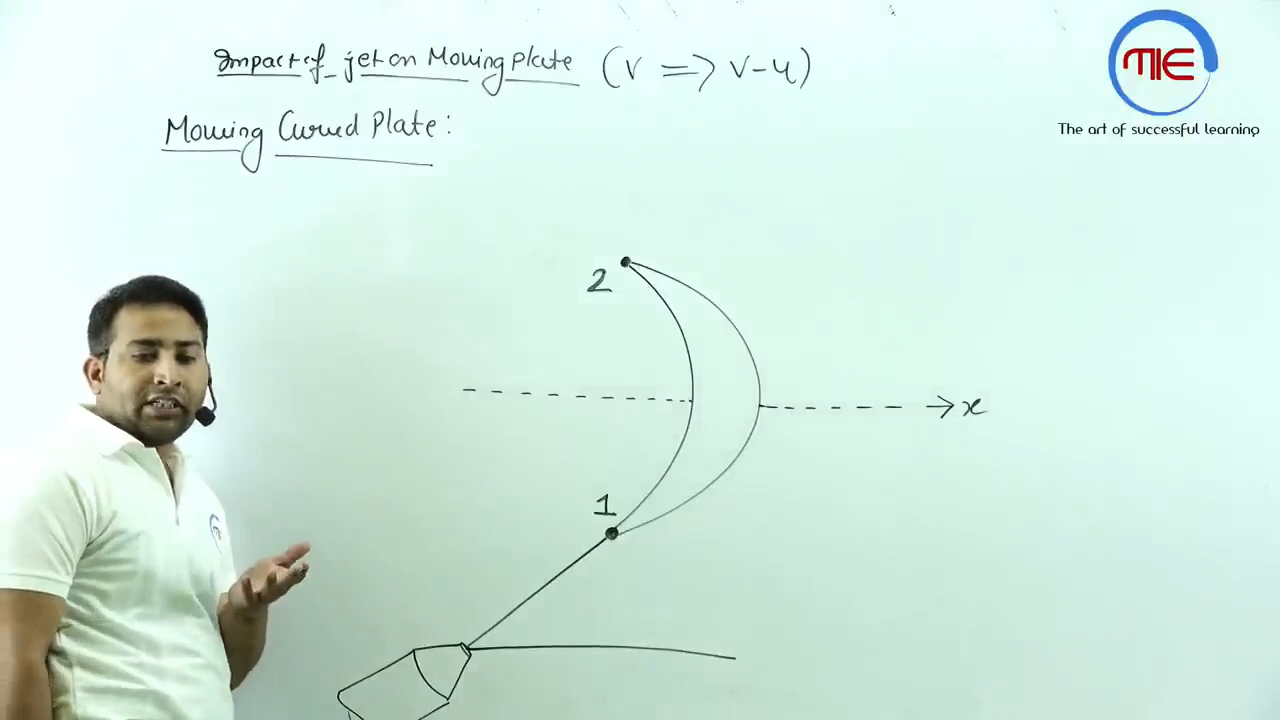 Impact of jet on Moving plate (V => V-u)
Moving Curved Plate:
MIE
The art of successful learning
2
x
1